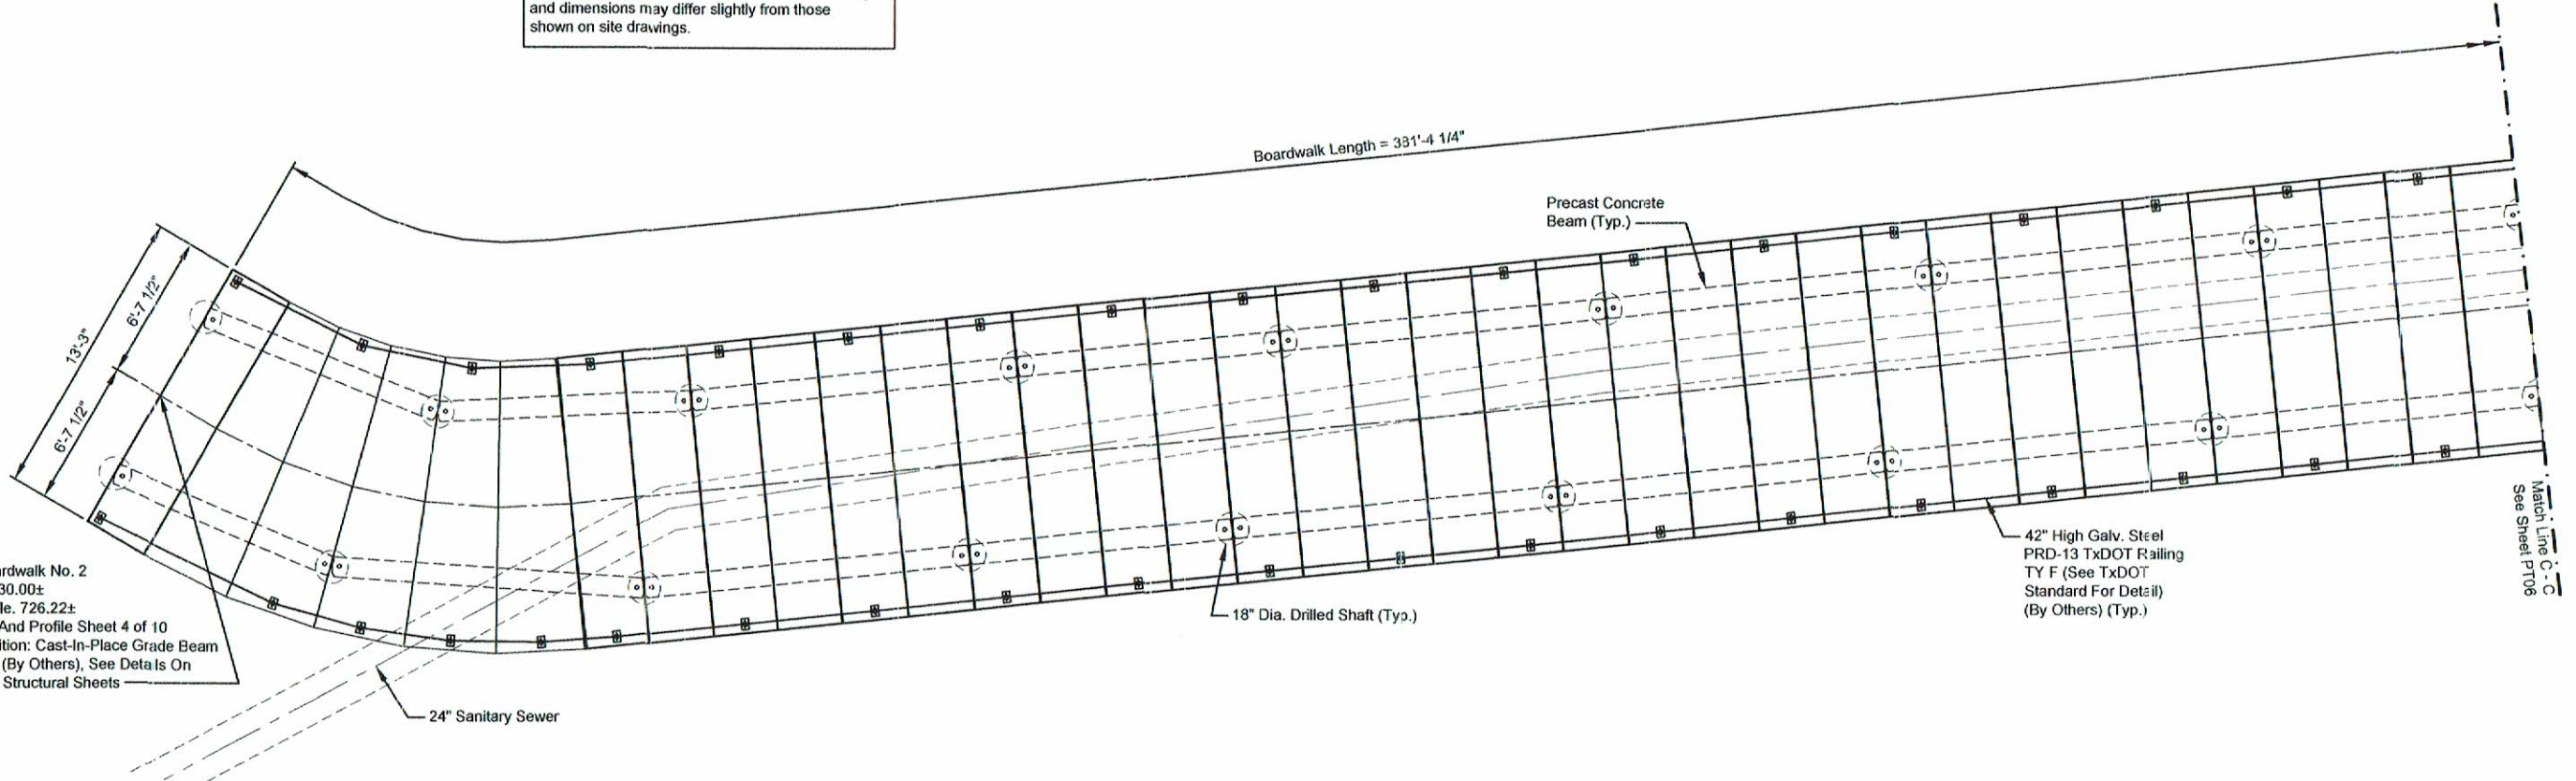 and dimensions may differ slightly from those
shown on site drawings.
Boardwalk Length = 381'-4 1/4"
Precast Concrete
Beam (Typ.)
13'-3"
6'-7 1/2"
6'-7 1/2"
rdwalk No. 2
30.00±
le. 726.22±
And Profile Sheet 4 of 10
ition: Cast-In-Place Grade Beam
(By Others), See Details On
Structural Sheets
24" Sanitary Sewer
18" Dia. Drilled Shaft (Typ.)
42" High Galv. Steel
PRD-13 TxDOT Railing
TY F (See TxDOT
Standard For Detail)
(By Others) (Typ.)
Match Line C - C
See Sheet PT06